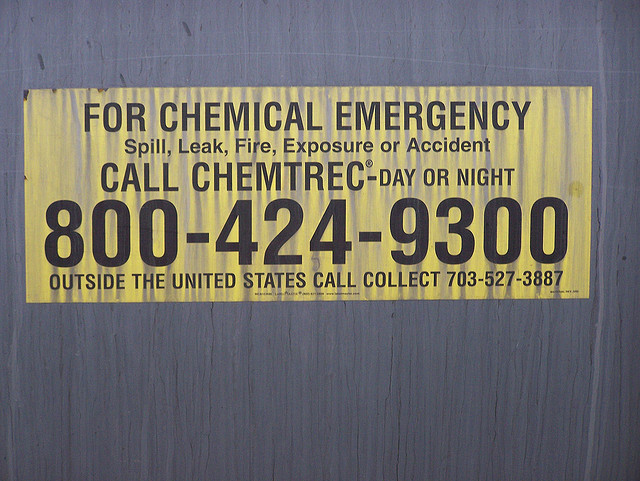 FOR CHEMICAL EMERGENCY
Spill, Leak, Fire, Exposure or Accident
CALL CHEMTREC®-DAY OR NIGHT
800-424-9300
OUTSIDE THE UNITED STATES CALL COLLECT 703-527-3887